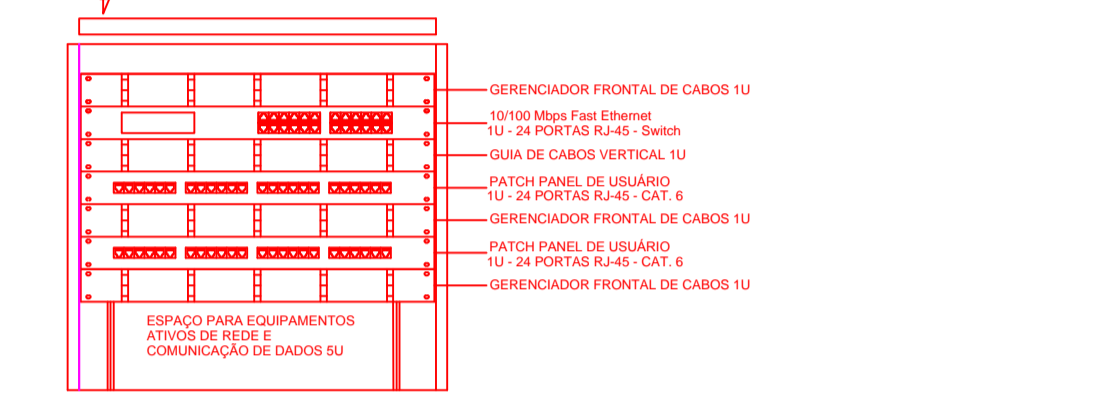 GERENCIADOR FRONTAL DE CABOS 1U
10/100 Mbps Fast Ethernet
1U - 24 PORTAS RJ-45 - Switch
GUIA DE CABOS VERTICAL 1U
PATCH PANEL DE USUÁRIO
1U - 24 PORTAS RJ-45 - CAT. 6
GERENCIADOR FRONTAL DE CABOS 1U
PATCH PANEL DE USUÁRIO
1U - 24 PORTAS RJ-45 - CAT. 6
GERENCIADOR FRONTAL DE CABOS 1U
ESPAÇO PARA EQUIPAMENTOS
ATIVOS DE REDE E
COMUNICAÇÃO DE DADOS 5U